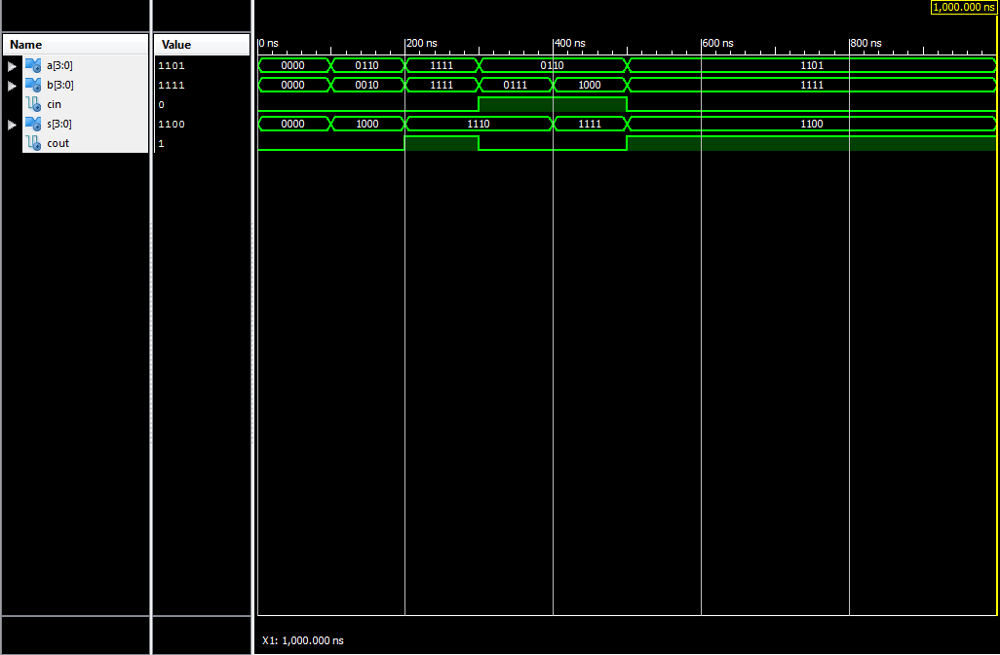 1,000.000 ns
Name Value 0 ns 200 ns 400 ns 600 ns 800 ns
a[3:0] 1101 0000 0110 1111 0110 1101
b[3:0] 1111 0000 0010 1111 0111 1000 1111
cin 0
s[3:0] 1100 0000 1000 1110 1111 1100
cout 1
X1: 1,000.000 ns